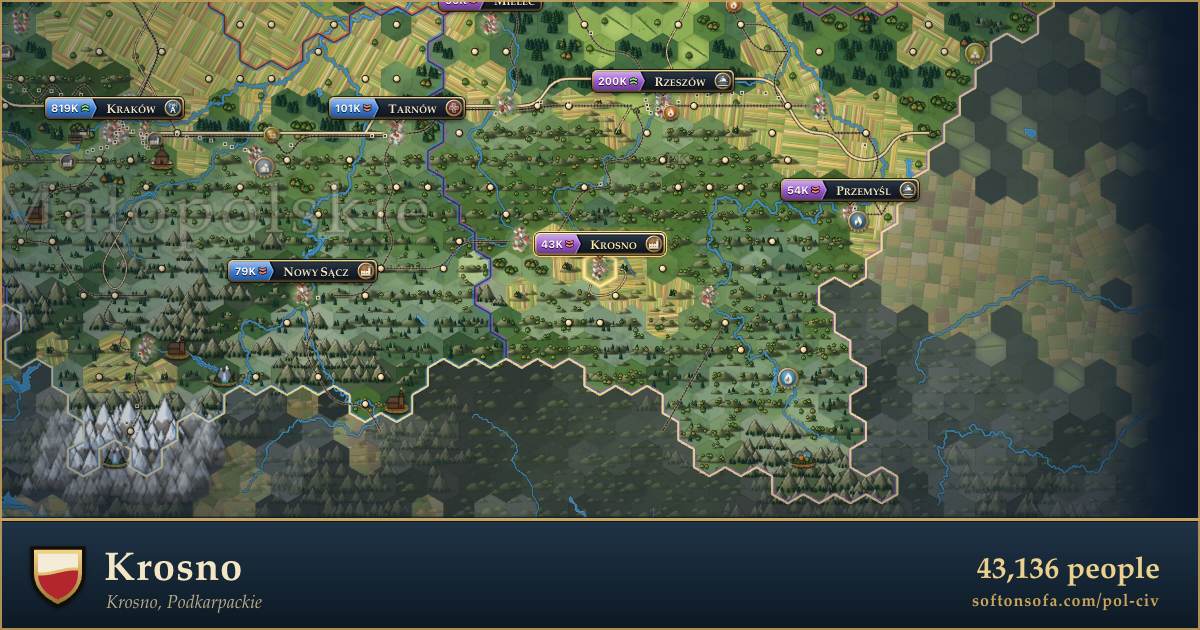 MIELEC
200K RZESZÓW
819K KRAKÓW
101K TARNÓW
54K PRZEMYŚL
Małopolskie
43K KROSNO
79K NOWY SĄCZ
Krosno
43,136 people
Krosno, Podkarpackie
softonsofa.com/pol-civ